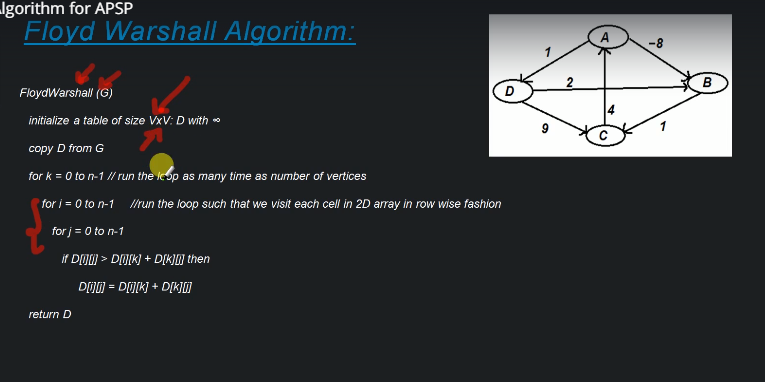 lgorithm for APSP
Floyd Warshall Algorithm:
FloydWarshall (G)
initialize a table of size VxV: D with ∞
copy D from G
for k = 0 to n-1 // run the loop as many time as number of vertices
for i = 0 to n-1 //run the loop such that we visit each cell in 2D array in row wise fashion
for j = 0 to n-1
if D[i][j] > D[i][k] + D[k][j] then
D[i][j] = D[i][k] + D[k][j]
return D
A
1
-8
D
2
B
4
9
C
1